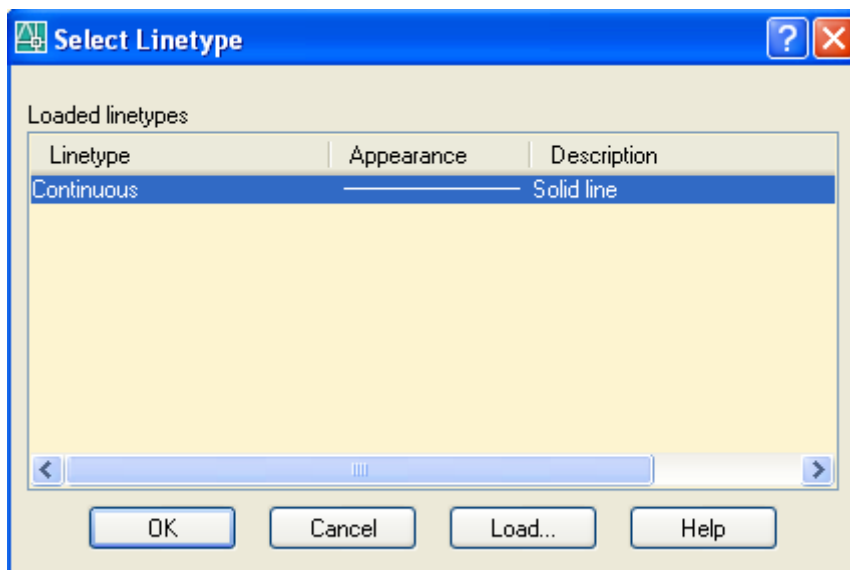 Select Linetype
Loaded linetypes
Linetype Appearance Description
Continuous Solid line
OK Cancel Load... Help